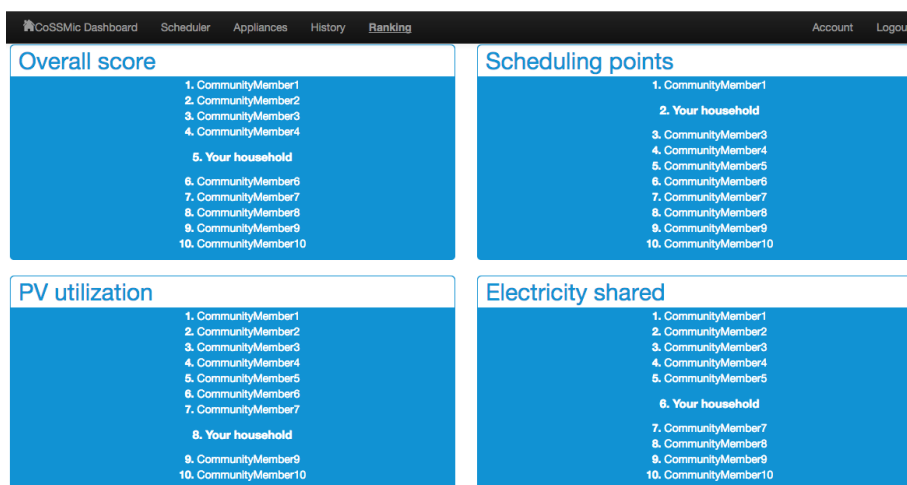 CoSSMic Dashboard Scheduler Appliances History Ranking Account Logou
Overall score
1. CommunityMember1
2. CommunityMember2
3. CommunityMember3
4. CommunityMember4
5. Your household
6. CommunityMember6
7. CommunityMember7
8. CommunityMember8
9. CommunityMember9
10. CommunityMember10
Scheduling points
1. CommunityMember1
2. Your household
3. CommunityMember3
4. CommunityMember4
5. CommunityMember5
6. CommunityMember6
7. CommunityMember7
8. CommunityMember8
9. CommunityMember9
10. CommunityMember10
PV utilization
1. CommunityMember1
2. CommunityMember2
3. CommunityMember3
4. CommunityMember4
5. CommunityMember5
6. CommunityMember6
7. CommunityMember7
8. Your household
9. CommunityMember9
10. CommunityMember10
Electricity shared
1. CommunityMember1
2. CommunityMember2
3. CommunityMember3
4. CommunityMember4
5. CommunityMember5
6. Your household
7. CommunityMember7
8. CommunityMember8
9. CommunityMember9
10. CommunityMember10